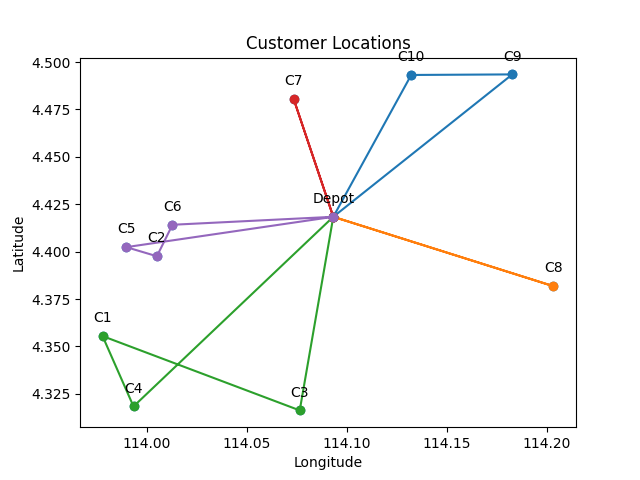 Customer Locations
4.500
4.475
4.450
4.425
4.400
4.375
4.350
4.325
Latitude
C10
C9
C7
Depot
C6
C5
C2
C8
C1
C4
C3
114.00
114.05
114.10
114.15
114.20
Longitude